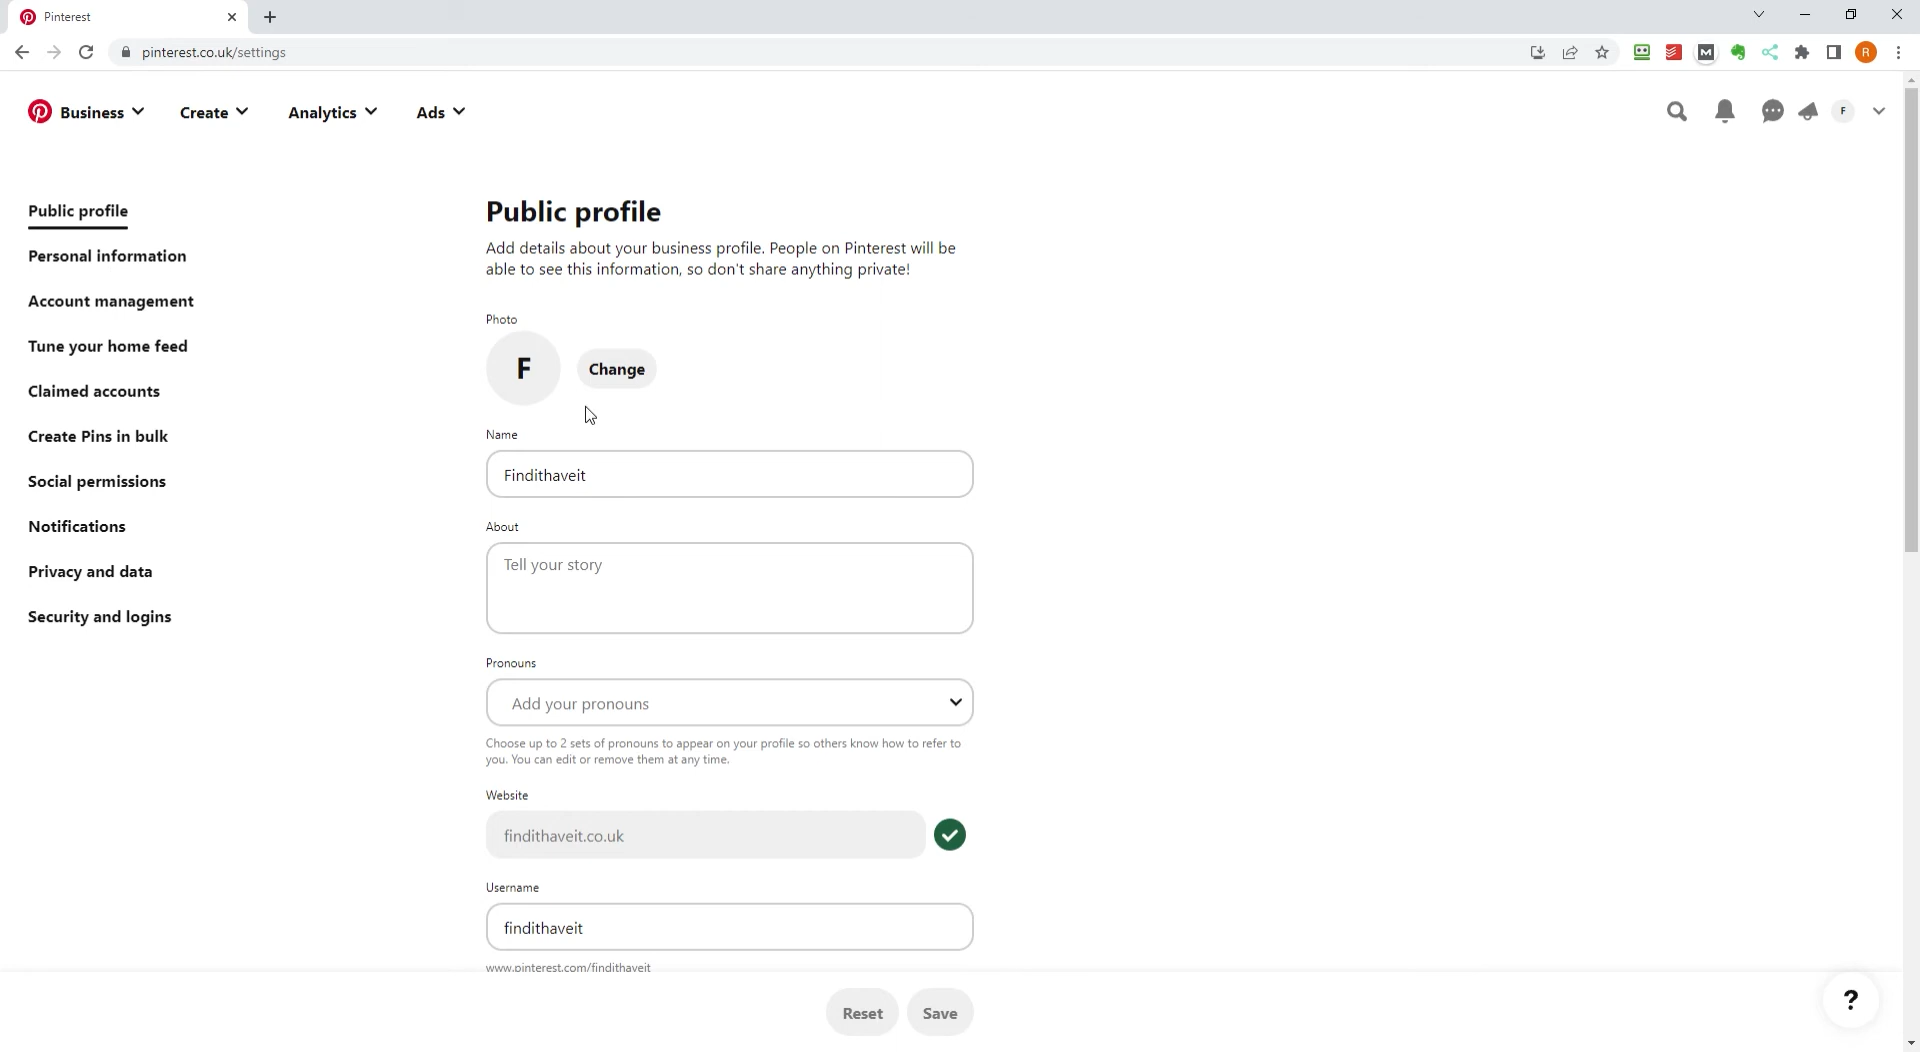 Pinterest
pinterest.co.uk/settings
M
R
Business
Create
Analytics
Ads
F
Public profile
Personal information
Account management
Tune your home feed
Claimed accounts
Create Pins in bulk
Social permissions
Notifications
Privacy and data
Security and logins
Public profile
Add details about your business profile. People on Pinterest will be
able to see this information, so don't share anything private!
Photo
F
Change
Name
Findithaveit
About
Tell your story
Pronouns
Add your pronouns
Choose up to 2 sets of pronouns to appear on your profile so others know how to refer to
you. You can edit or remove them at any time.
Website
findithaveit.co.uk
Username
findithaveit
www.pinterest.com/findithaveit
Reset
Save
?